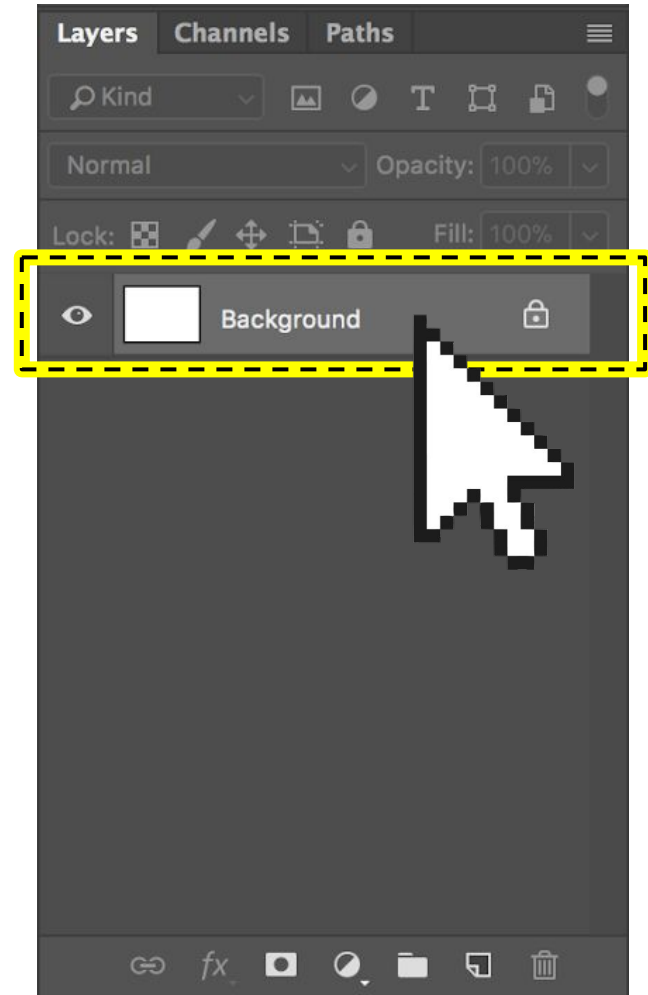 Layers Channels Paths
Kind T
Normal Opacity: 100%
Lock: Fill: 100%
Background
fx